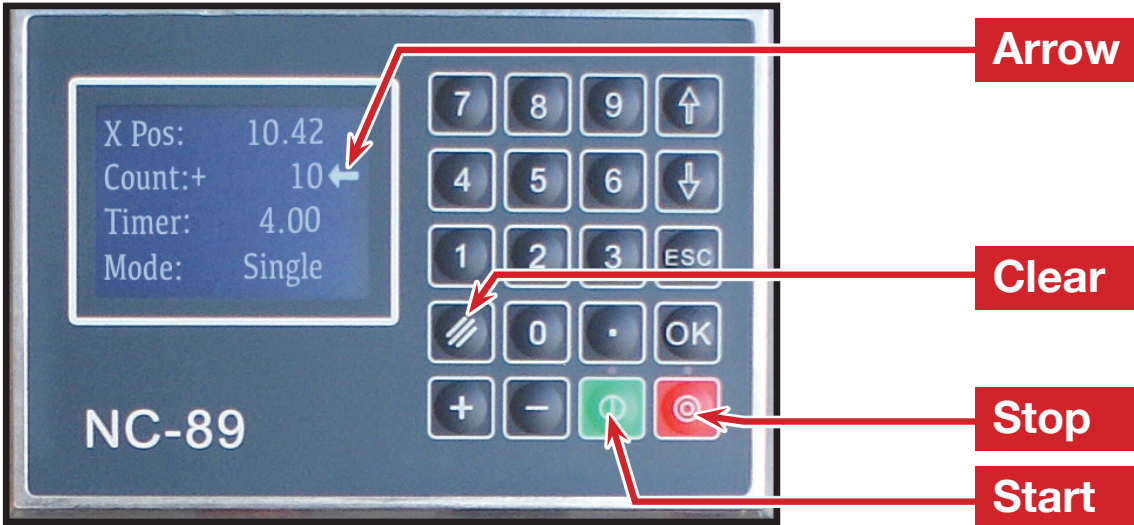 Arrow
X Pos: 10.42
Count:+ 10
Timer: 4.00
Mode: Single
7 8 9
4 5 6
1 2 3 ESC
0 . OK
+ -
NC-89
Clear
Stop
Start